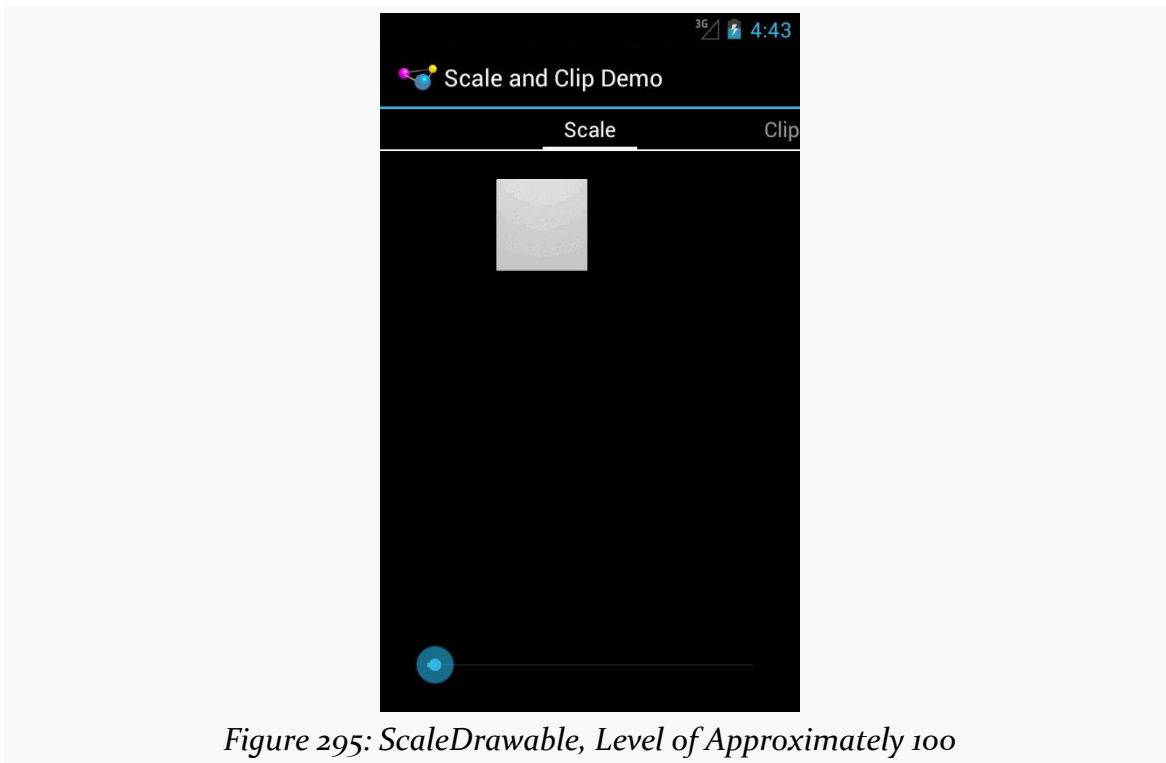 3G 4:43
Scale and Clip Demo
Scale Clip
Figure 295: ScaleDrawable, Level of Approximately 100